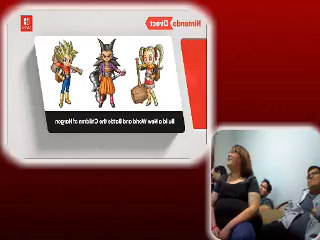 Nintendo Direct
Build a New World and Battle the Children of Hargon